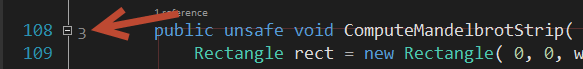 1 reference
108 3 public unsafe void ComputeMandelbrotStrip(
109 Rectangle rect = new Rectangle( 0, 0, w